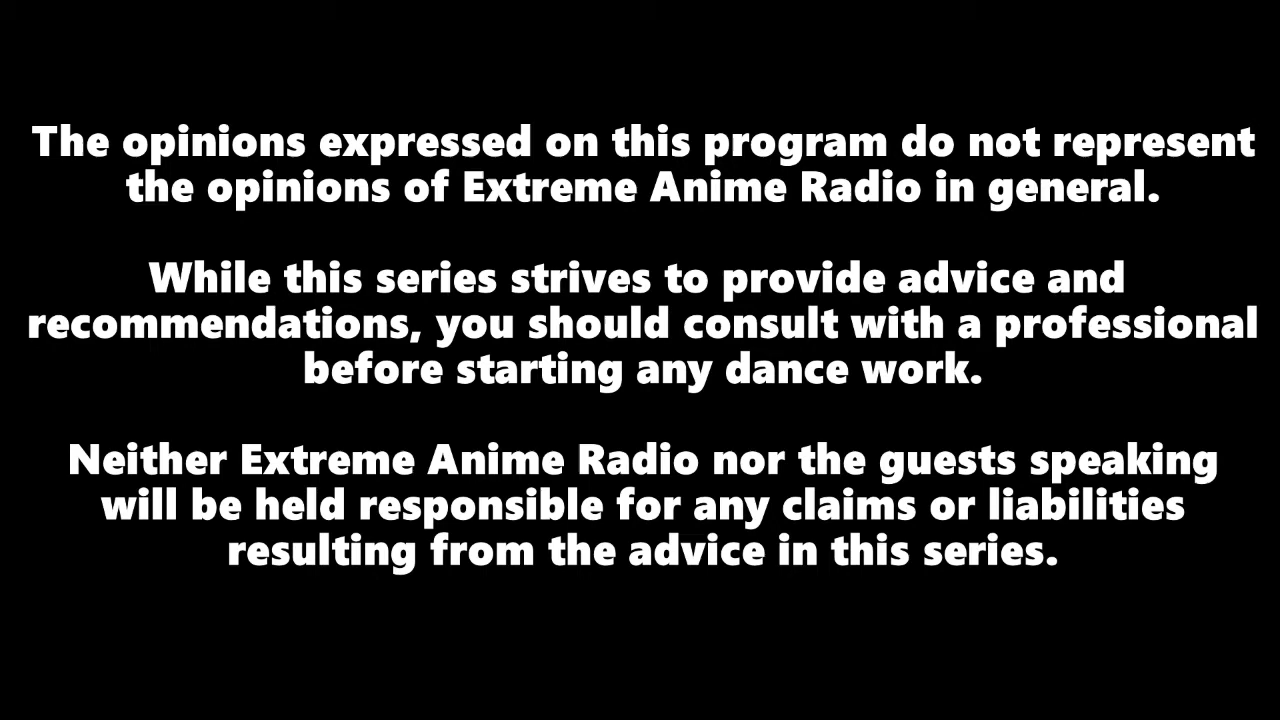 The opinions expressed on this program do not represent
the opinions of Extreme Anime Radio in general.
While this series strives to provide advice and
recommendations, you should consult with a professional
before starting any dance work.
Neither Extreme Anime Radio nor the guests speaking
will be held responsible for any claims or liabilities
resulting from the advice in this series.